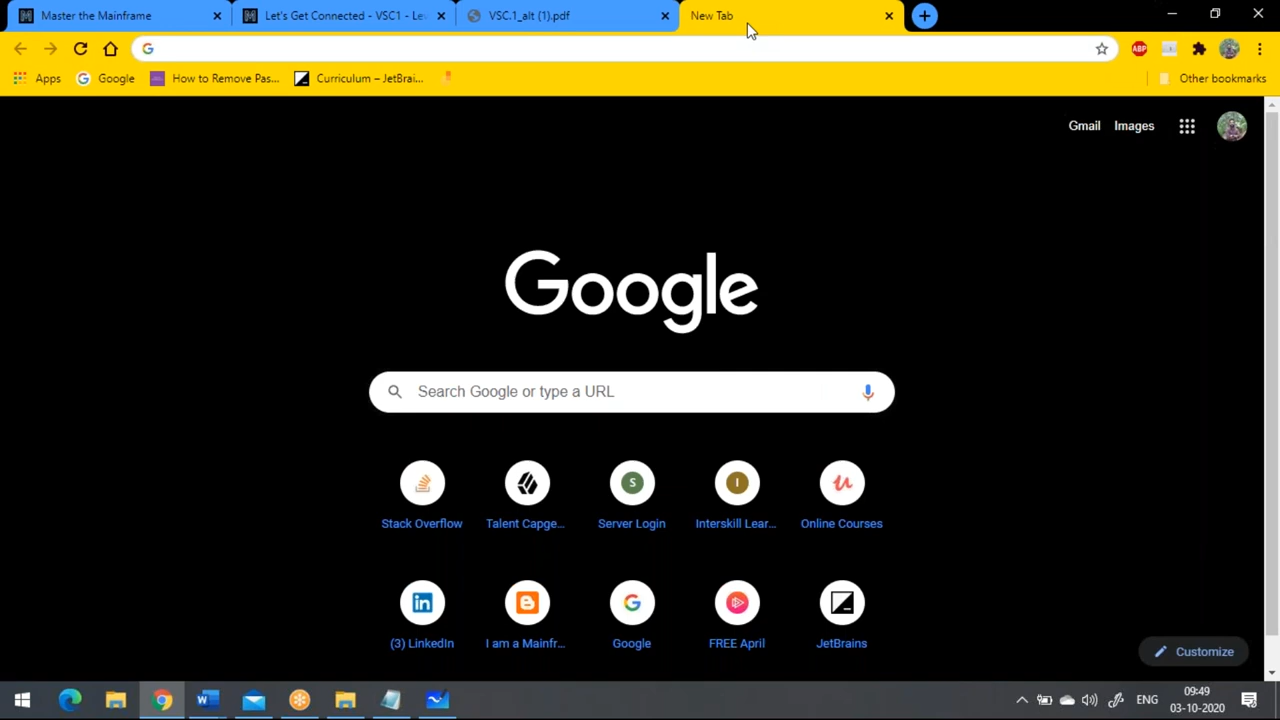 Master the Mainframe
Let's Get Connected - VSC1 - Le
VSC.1_alt (1).pdf
New Tab
ABP
Apps
Google
How to Remove Pas...
Curriculum – JetBrai...
Other bookmarks
Gmail
Images
Google
Search Google or type a URL
S
I
Stack Overflow
Talent Capge...
Server Login
Interskill Lear...
Online Courses
in
(3) LinkedIn
I am a Mainfr...
Google
FREE April
JetBrains
Customize
ENG
09:49
03-10-2020